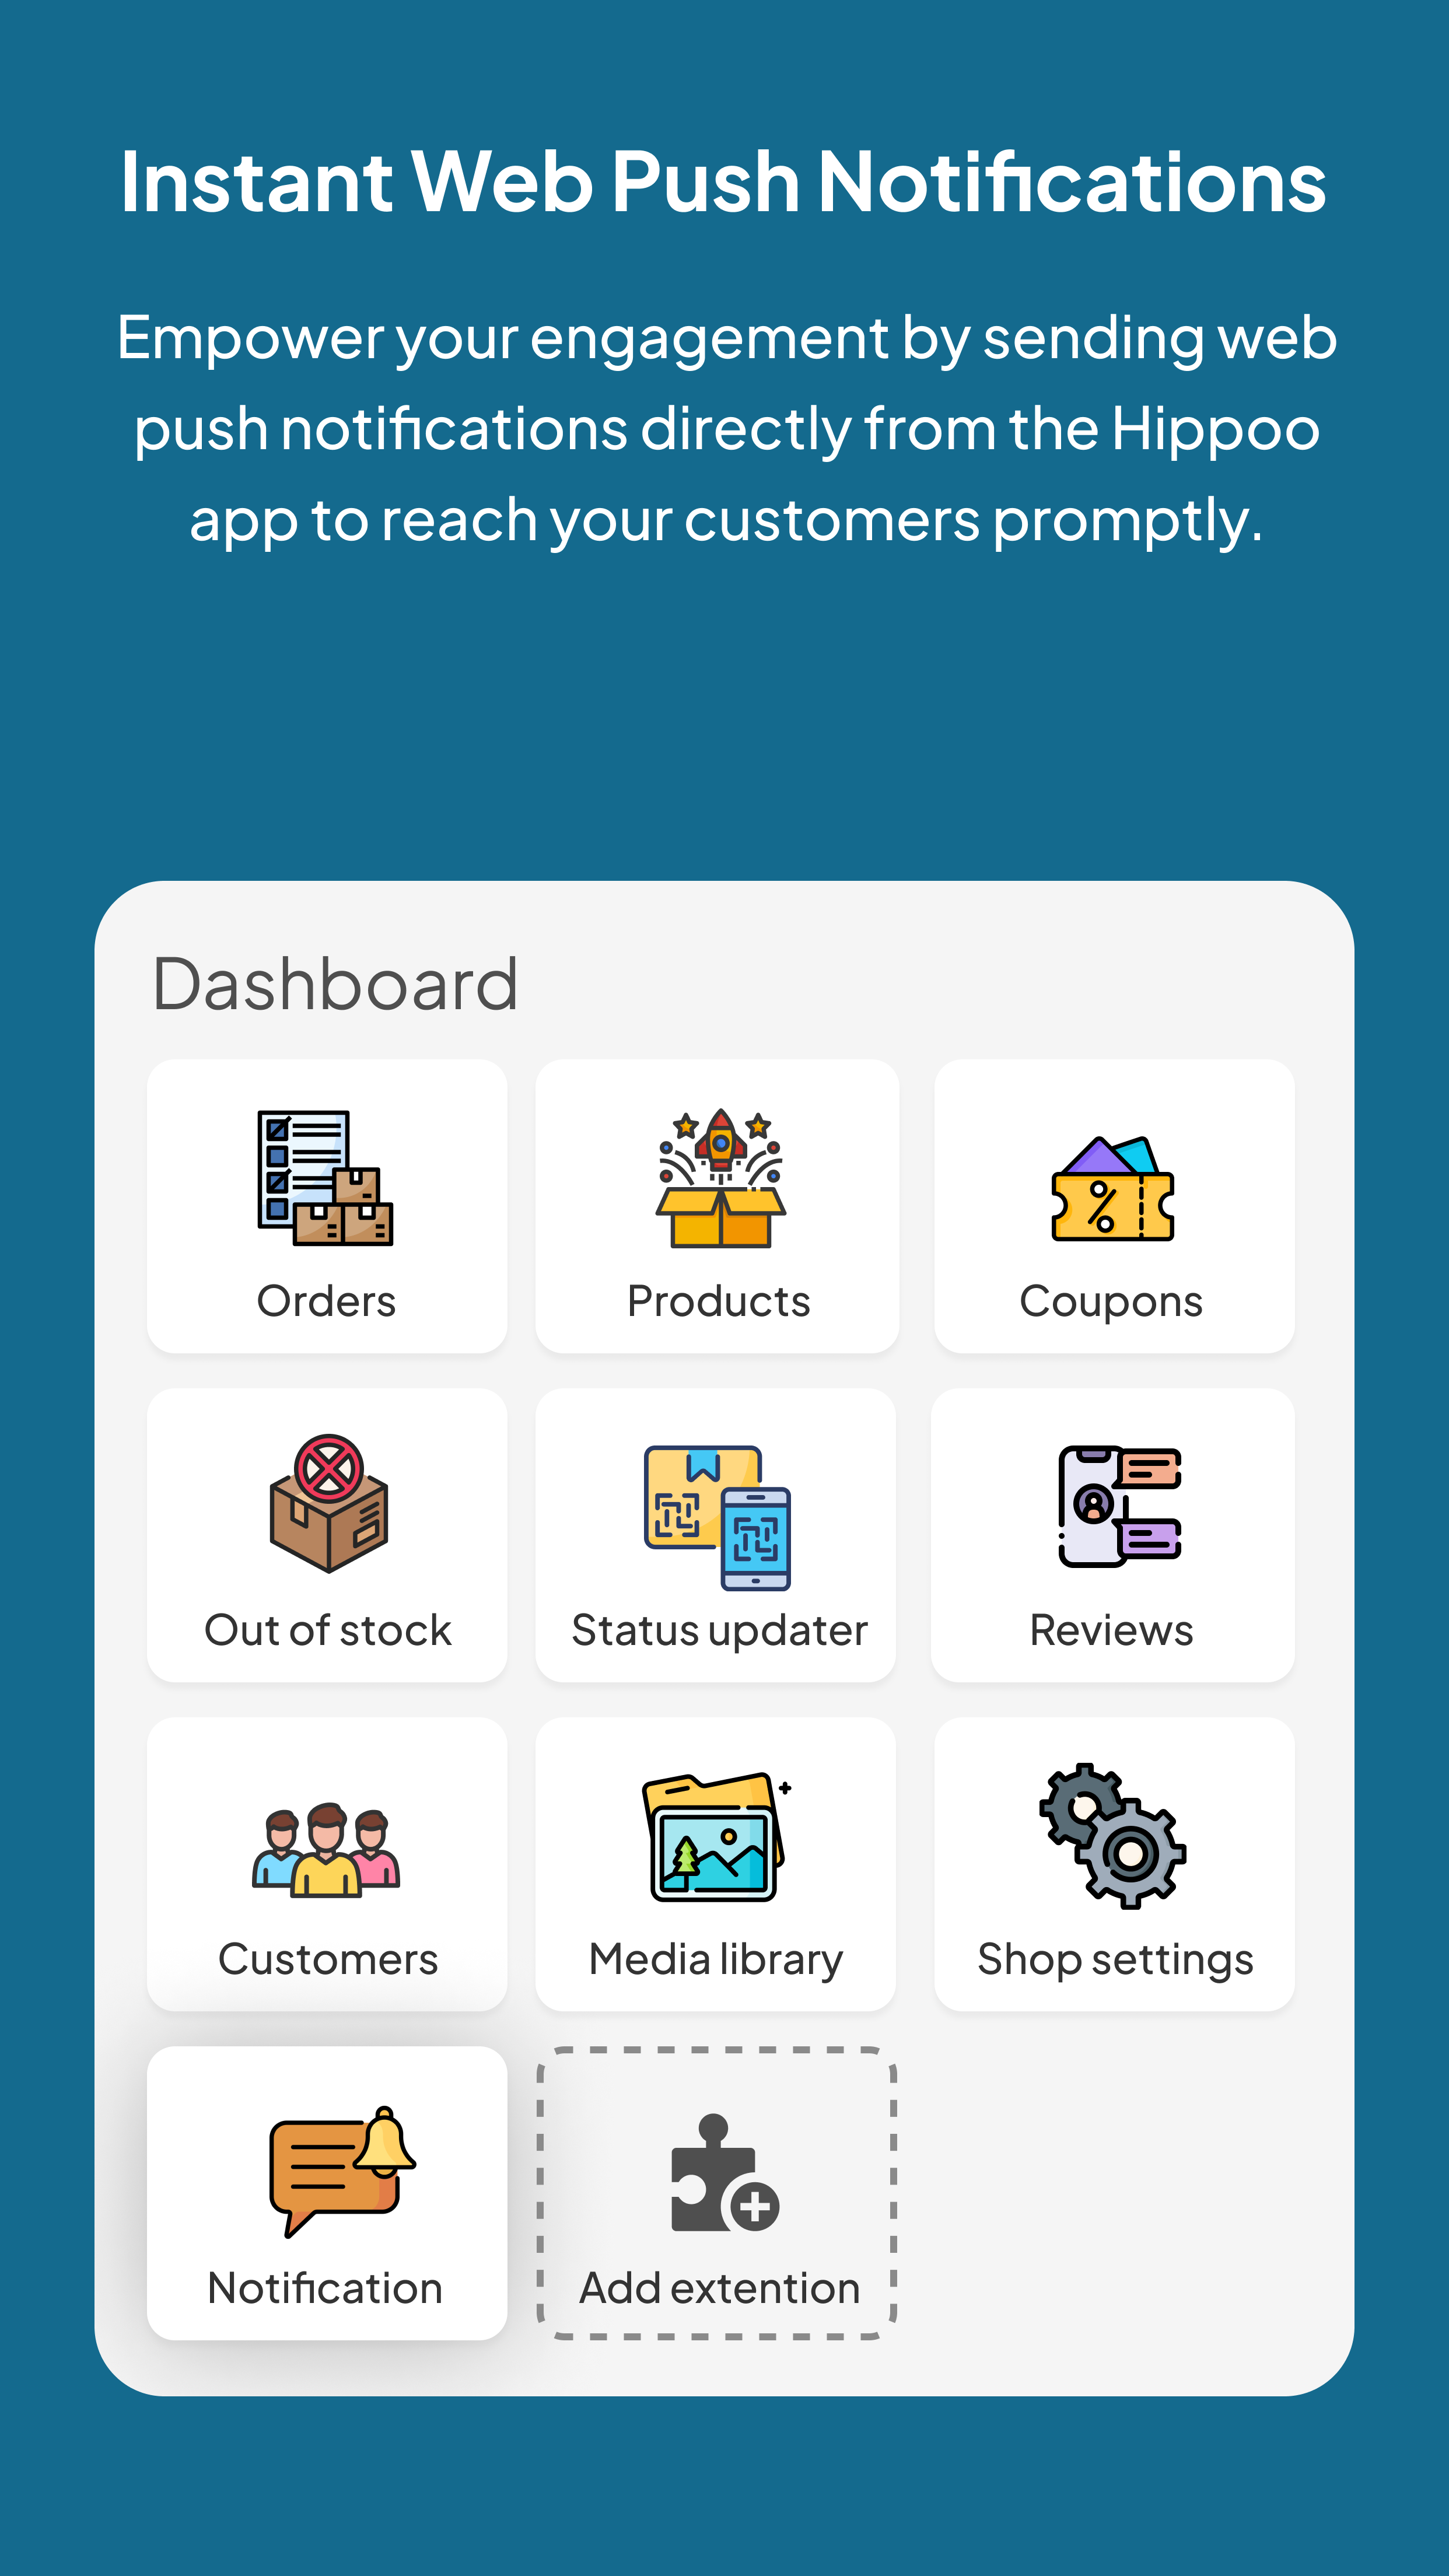 Instant Web Push Notifications
Empower your engagement by sending web
push notifications directly from the Hippoo
app to reach your customers promptly.
Dashboard
Orders
Products
Coupons
Out of stock
Status updater
Reviews
Customers
Media library
Shop settings
Notification
Add extention